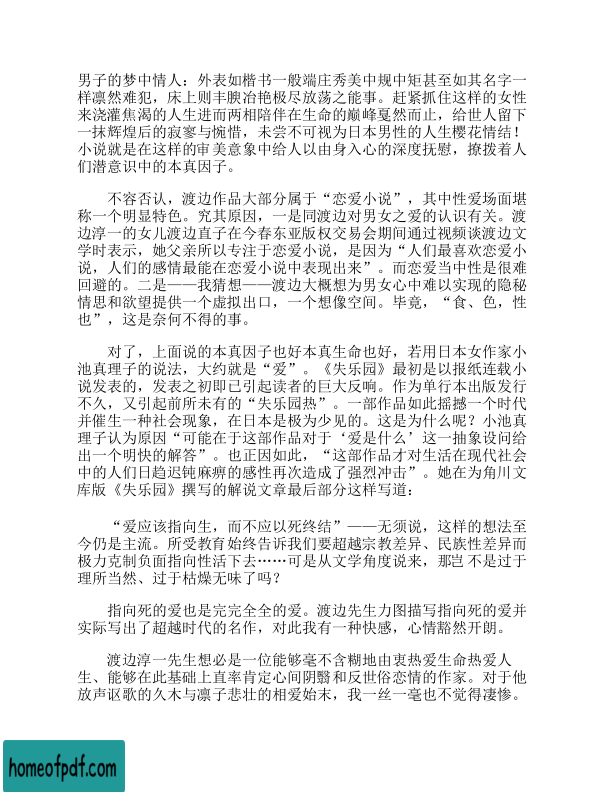 男子的梦中情人：外表如楷书一般端庄秀美中规中矩甚至如其名字一
样凛然难犯，床上则丰腴冶艳极尽放荡之能事。赶紧抓住这样的女性
来浇灌焦渴的人生进而两相陪伴在生命的巅峰戛然而止，给世人留下
一抹辉煌后的寂寥与惋惜，未尝不可视为日本男性的人生樱花情结！
小说就是在这样的审美意象中给人以由身入心的深度抚慰，撩拨着人
们潜意识中的本真因子。
不容否认，渡边作品大部分属于“恋爱小说”，其中性爱场面堪
称一个明显特色。究其原因，一是同渡边对男女之爱的认识有关。渡
边淳一的女儿渡边直子在今春东亚版权交易会期间通过视频谈渡边文
学时表示，她父亲所以专注于恋爱小说，是因为“人们最喜欢恋爱小
说，人们的感情最能在恋爱小说中表现出来”。而恋爱当中性是很难
回避的。二是——我猜想——渡边大概想为男女心中难以实现的隐秘
情思和欲望提供一个虚拟出口，一个想像空间。毕竟，“食、色，性
也”，这是奈何不得的事。
对了，上面说的本真因子也好本真生命也好，若用日本女作家小
池真理子的说法，大约就是“爱”。《失乐园》最初是以报纸连载小
说发表的，发表之初即已引起读者的巨大反响。作为单行本出版发行
不久，又引起前所未有的“失乐园热”。一部作品如此摇撼一个时代
并催生一种社会现象，在日本是极为少见的。这是为什么呢？小池真
理子认为原因“可能在于这部作品对于‘爱是什么’这一抽象设问给
出一个明快的解答”。也正因如此，“这部作品才对生活在现代社会
中的人们日趋迟钝麻痹的感性再次造成了强烈冲击”。她在为角川文
库版《失乐园》撰写的解说文章最后部分这样写道：
“爱应该指向生，而不应以死终结”——无须说，这样的想法至
今仍是主流。所受教育始终告诉我们要超越宗教差异、民族性差异而
极力克制负面指向性活下去……可是从文学角度说来，那岂不是过于
理所当然、过于枯燥无味了吗？
指向死的爱也是完完全全的爱。渡边先生力图描写指向死的爱并
实际写出了超越时代的名作，对此我有一种快感，心情豁然开朗。
渡边淳一先生想必是一位能够毫不含糊地由衷热爱生命热爱人
生、能够在此基础上直率肯定心间阴翳和反世俗恋情的作家。对于他
放声讴歌的久木与凛子悲壮的相爱始末，我一丝一毫也不觉得凄惨。
homeofpdf.com